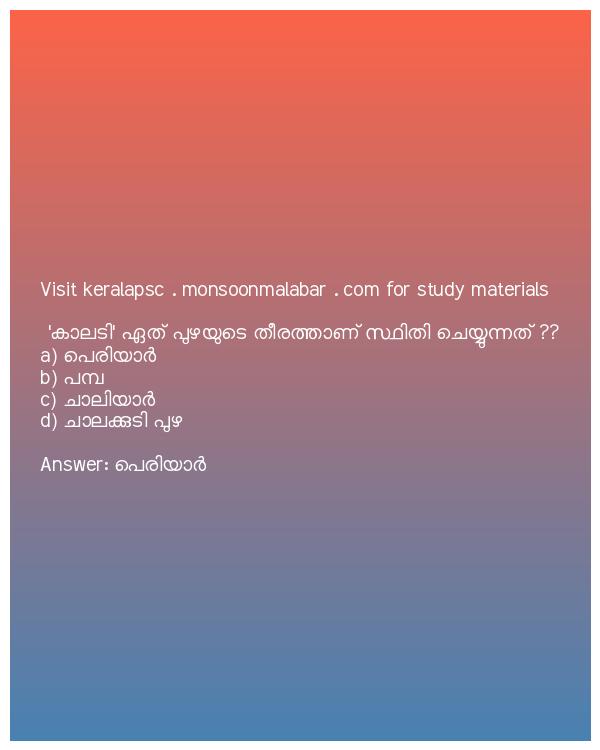 Visit keralapsc . monsoonmalabar . com for study materials
'കാലടി' ഏത് പുഴയുടെ തീരത്താണ് സ്ഥിതി ചെയ്യുന്നത് ??
a) പെരിയാർ
b) പമ്പ
c) ചാലിയാർ
d) ചാലക്കുടി പുഴ
Answer: പെരിയാർ